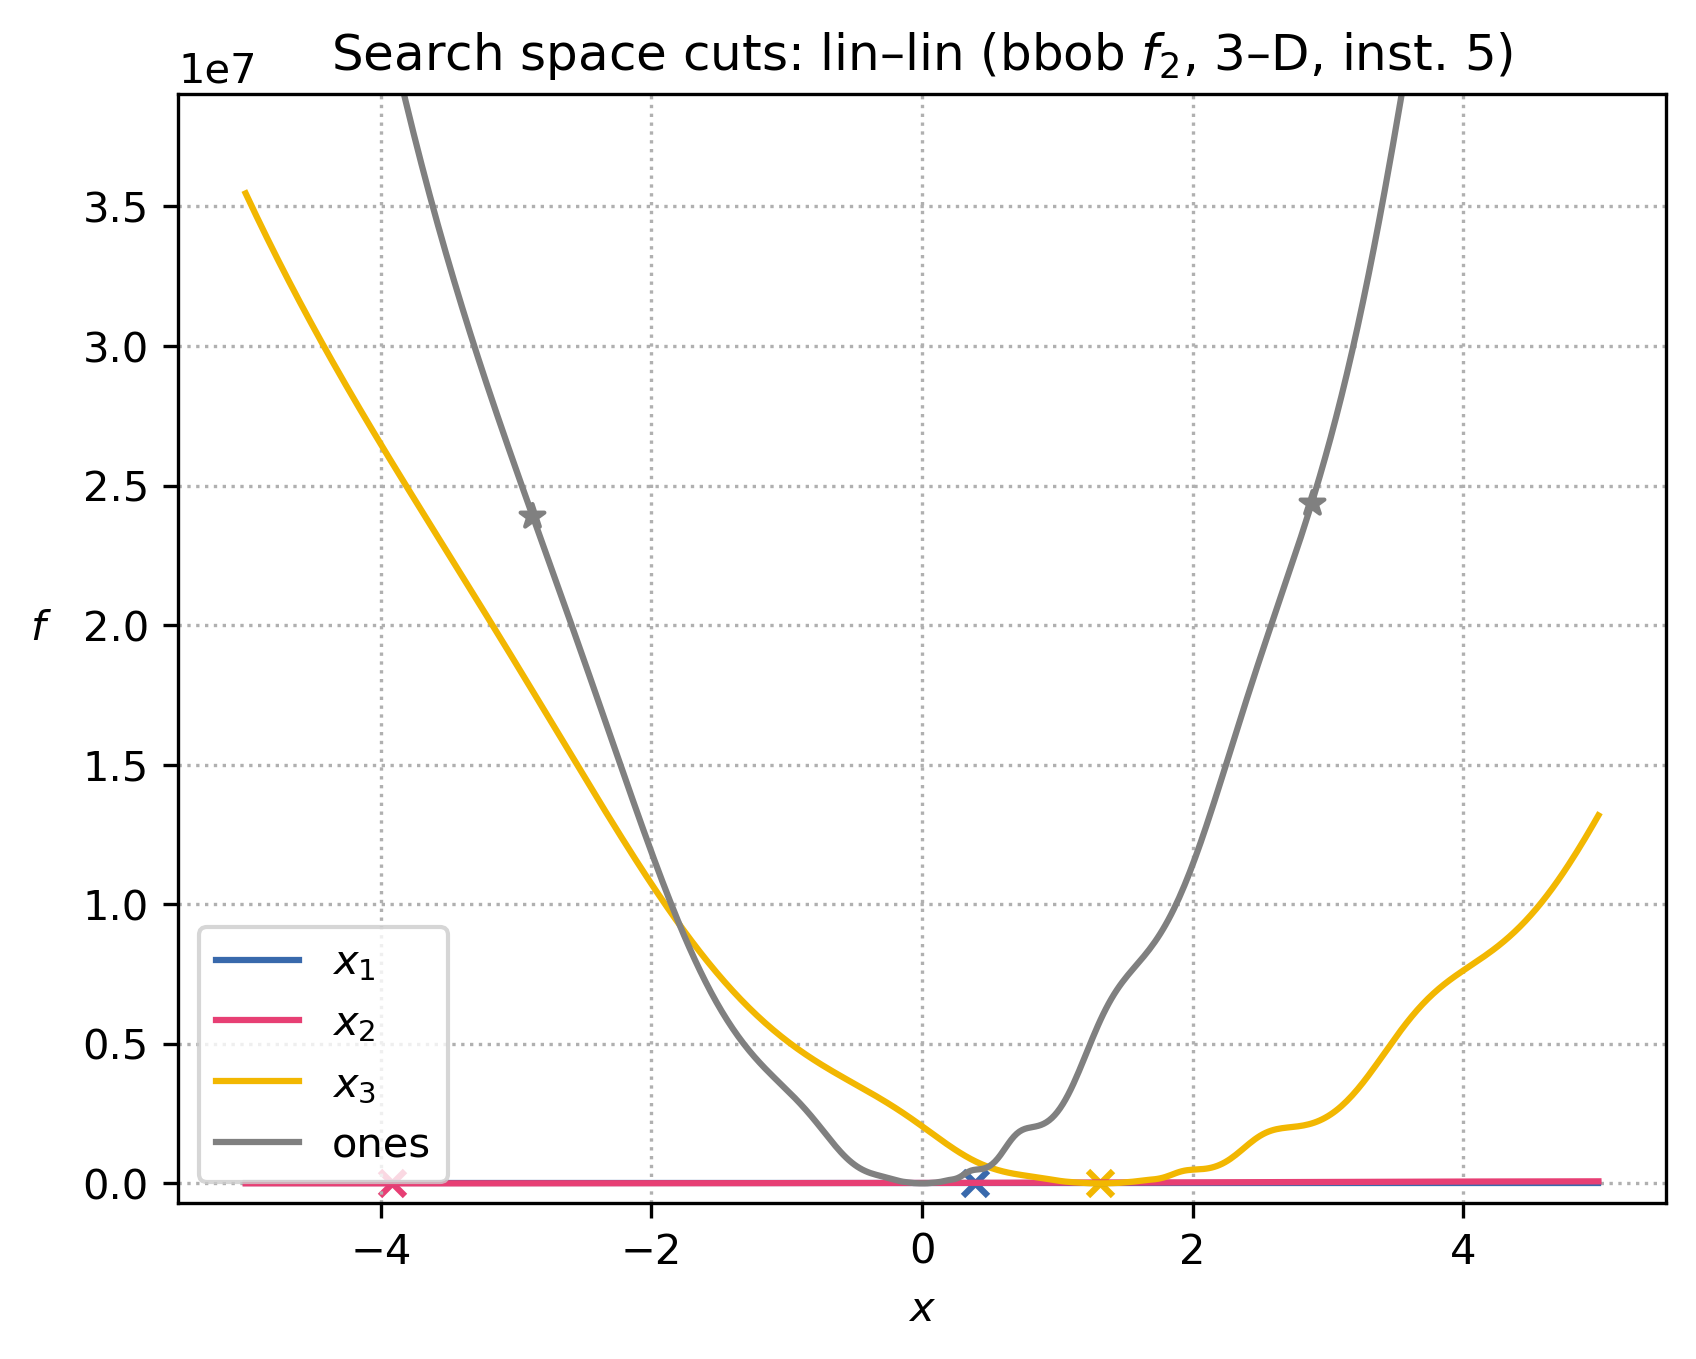 Search space cuts: lin–lin (bbob f₂, 3–D, inst. 5)
1e7
3.5
3.0
2.5
f
2.0
1.5
1.0
0.5
0.0
x₁
x₂
x₃
ones
−4 −2 0 2 4
x